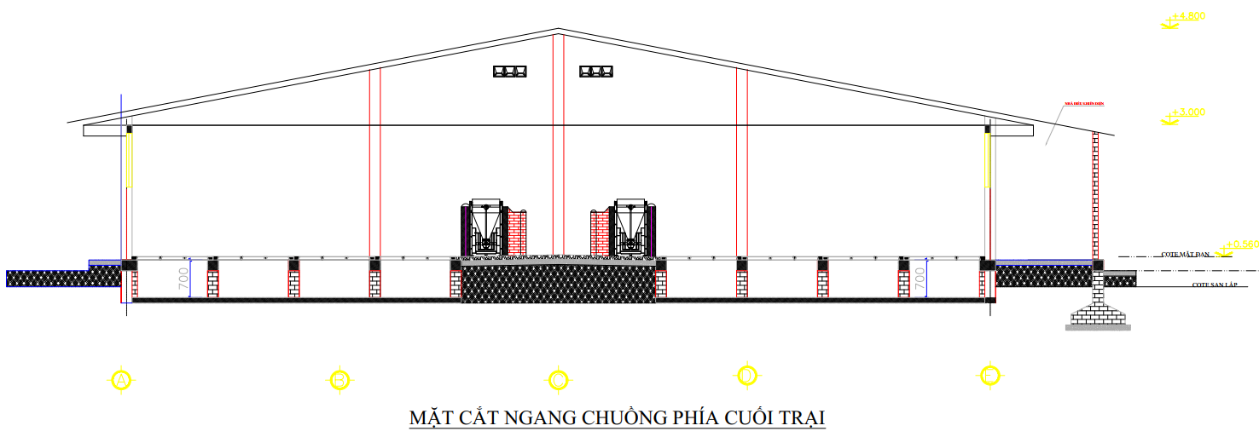 +4.800
+3.000
+0.500
COTE MẶT ĐAN
COTE SAN LẤP
700
700
A
B
C
D
E
MẶT CẮT NGANG CHUỒNG PHÍA CUỐI TRẠI